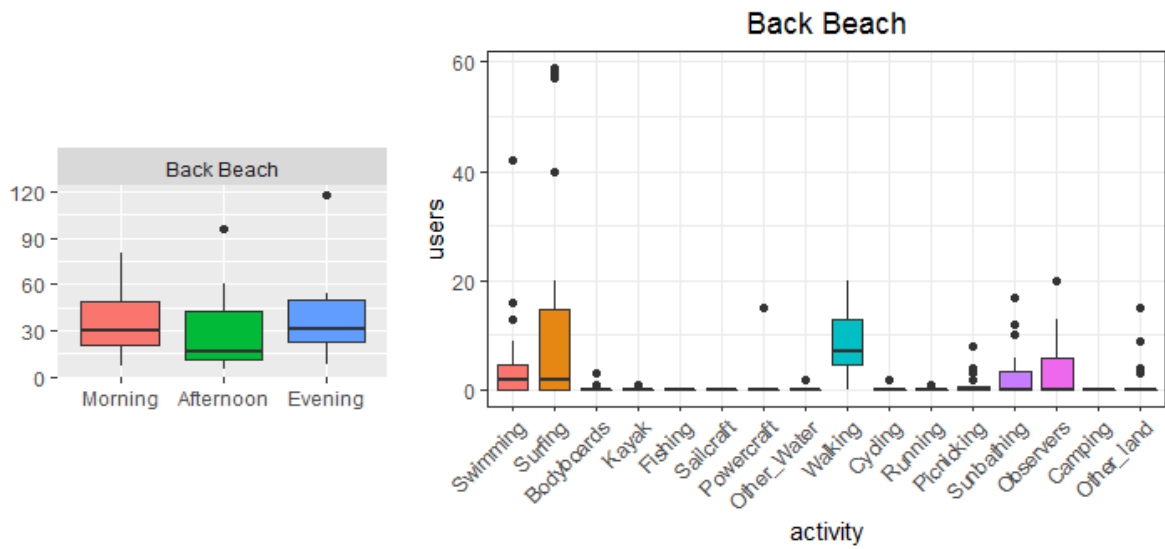 Back Beach
120
90
60
30
0
Morning Afternoon Evening
Back Beach
users
60
40
20
0
Swimming
Surfing
Bodyboards
Kayak
Fishing
Sailcraft
Powercraft
Other_Water
Walking
Cycling
Running
Picnicking
Sunbathing
Observers
Camping
Other_land
activity